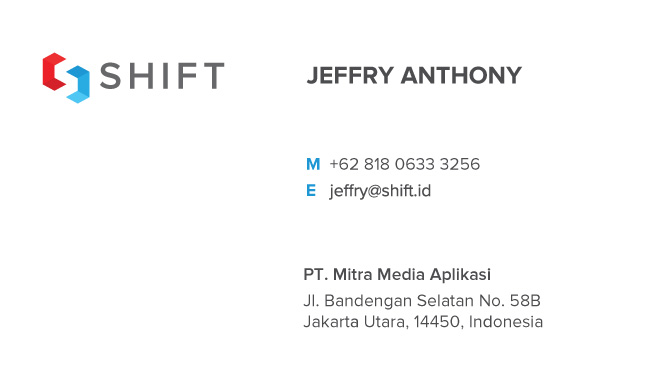 SHIFT
JEFFRY ANTHONY
M +62 818 0633 3256
E jeffry@shift.id
PT. Mitra Media Aplikasi
Jl. Bandengan Selatan No. 58B
Jakarta Utara, 14450, Indonesia